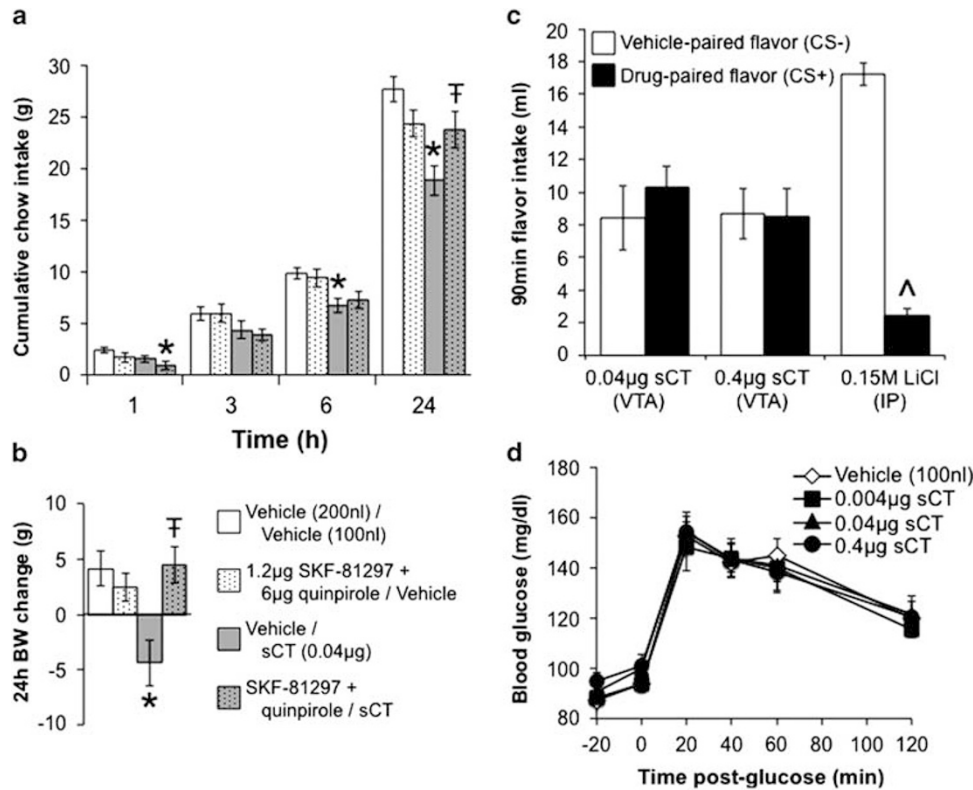 a
Cumulative chow intake (g)
30
25
20
15
10
5
0
*
*
*
Ŧ
1 3 6 24
Time (h)
b
24h BW change (g)
10
5
0
-5
-10
Ŧ
*
Vehicle (200nl) /
Vehicle (100nl)
1.2µg SKF-81297 +
6µg quinpirole / Vehicle
Vehicle /
sCT (0.04µg)
SKF-81297 +
quinpirole / sCT
c
90min flavor intake (ml)
20
18
16
14
12
10
8
6
4
2
0
Vehicle-paired flavor (CS-)
Drug-paired flavor (CS+)
^
0.04µg sCT 0.4µg sCT 0.15M LiCl
(VTA) (VTA) (IP)
d
Blood glucose (mg/dl)
180
160
140
120
100
80
Vehicle (100nl)
0.004µg sCT
0.04µg sCT
0.4µg sCT
-20 0 20 40 60 120
Time post-glucose (min)